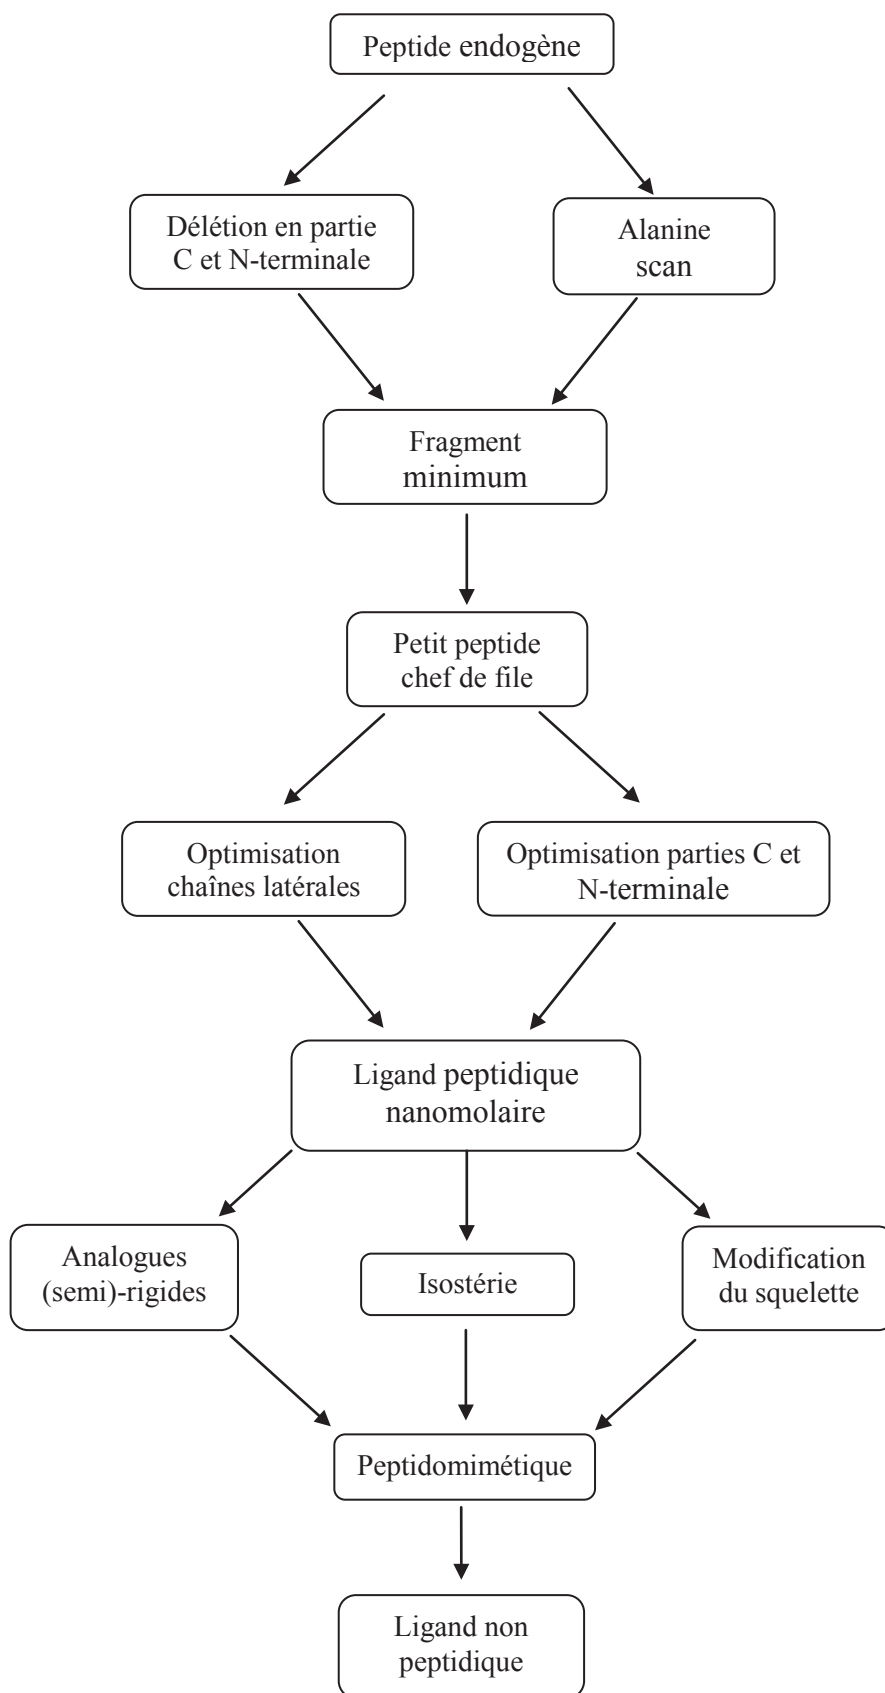 Peptide endogène
Délétion en partie
C et N-terminale
Alanine
scan
Fragment
minimum
Petit peptide
chef de file
Optimisation
chaînes latérales
Optimisation parties C et
N-terminale
Ligand peptidique
nanomolaire
Analogues
(semi)-rigides
Isostérie
Modification
du squelette
Peptidomimétique
Ligand non
peptidique